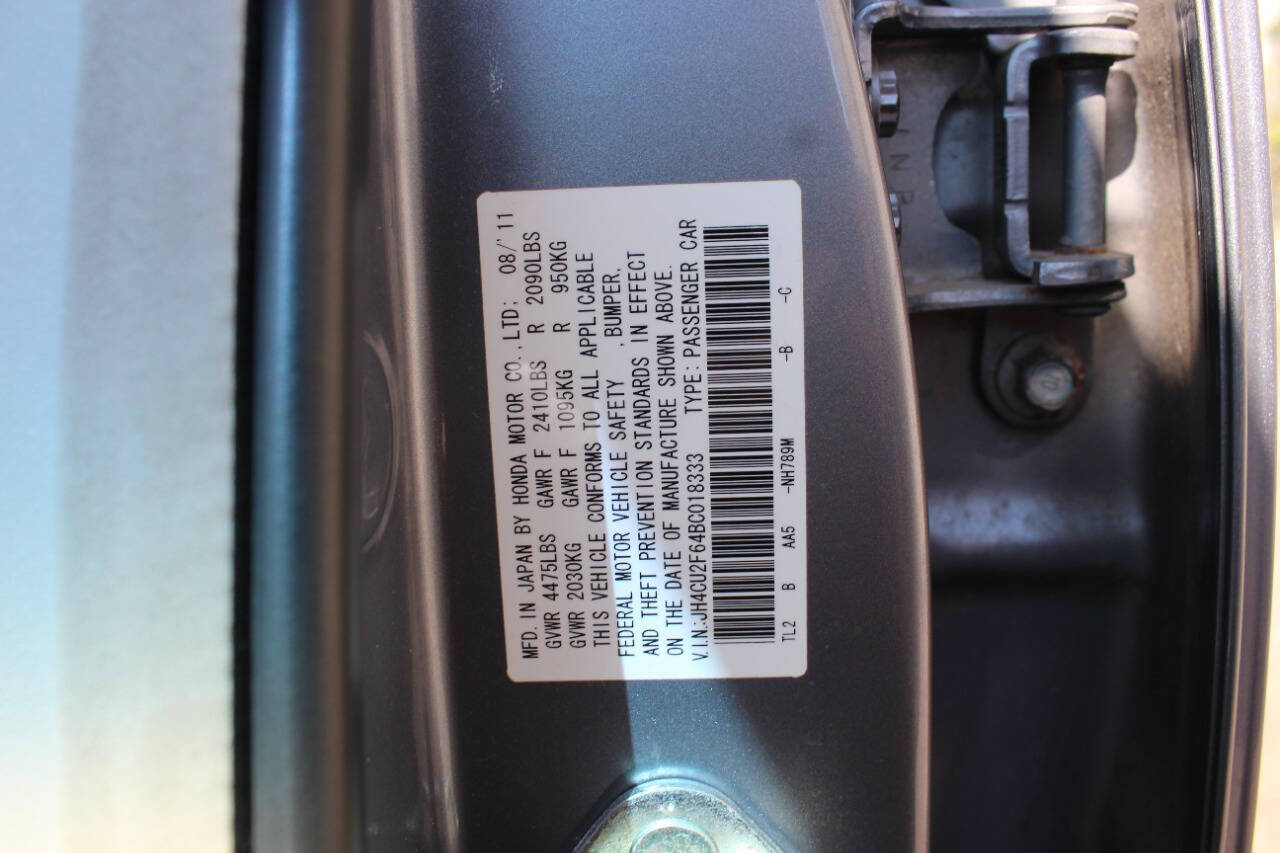 MFD. IN JAPAN BY HONDA MOTOR CO., LTD: 08/'11
GVWR 4475LBS GAWR F 2410LBS R 2090LBS
GVWR 2030KG GAWR F 1095KG R 950KG
THIS VEHICLE CONFORMS TO ALL APPLICABLE
FEDERAL MOTOR VEHICLE SAFETY , BUMPER,
AND THEFT PREVENTION STANDARDS IN EFFECT
ON THE DATE OF MANUFACTURE SHOWN ABOVE.
V.I.N.:JH4CU2F64BC018333 TYPE: PASSENGER CAR
TL2 B AA5 -NH789M -B -C
INP